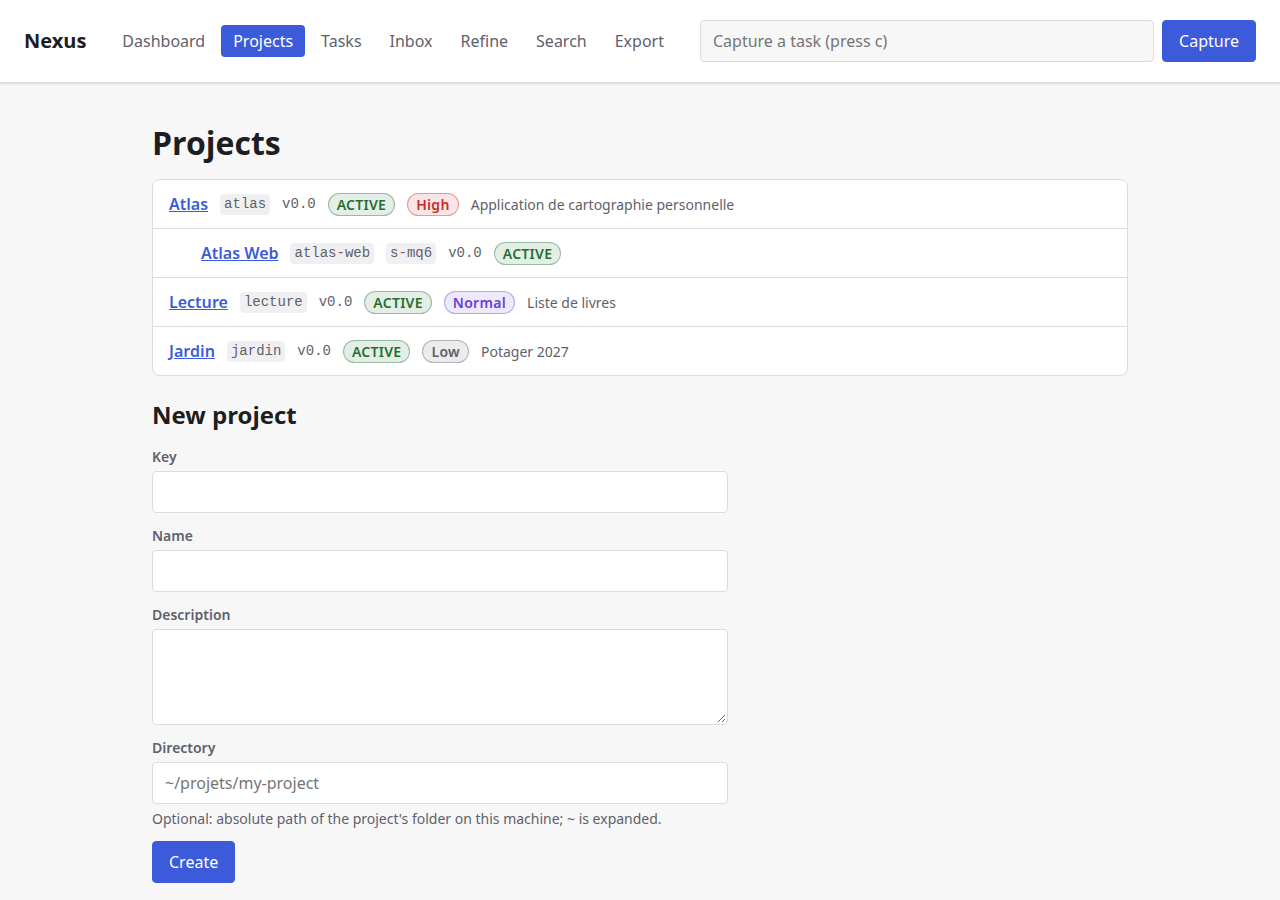 Nexus Dashboard Projects Tasks Inbox Refine Search Export Capture a task (press c) Capture
Projects
Atlas atlas v0.0 ACTIVE High Application de cartographie personnelle
Atlas Web atlas-web s-mq6 v0.0 ACTIVE
Lecture lecture v0.0 ACTIVE Normal Liste de livres
Jardin jardin v0.0 ACTIVE Low Potager 2027
New project
Key
Name
Description
Directory
~/projets/my-project
Optional: absolute path of the project's folder on this machine; ~ is expanded.
Create